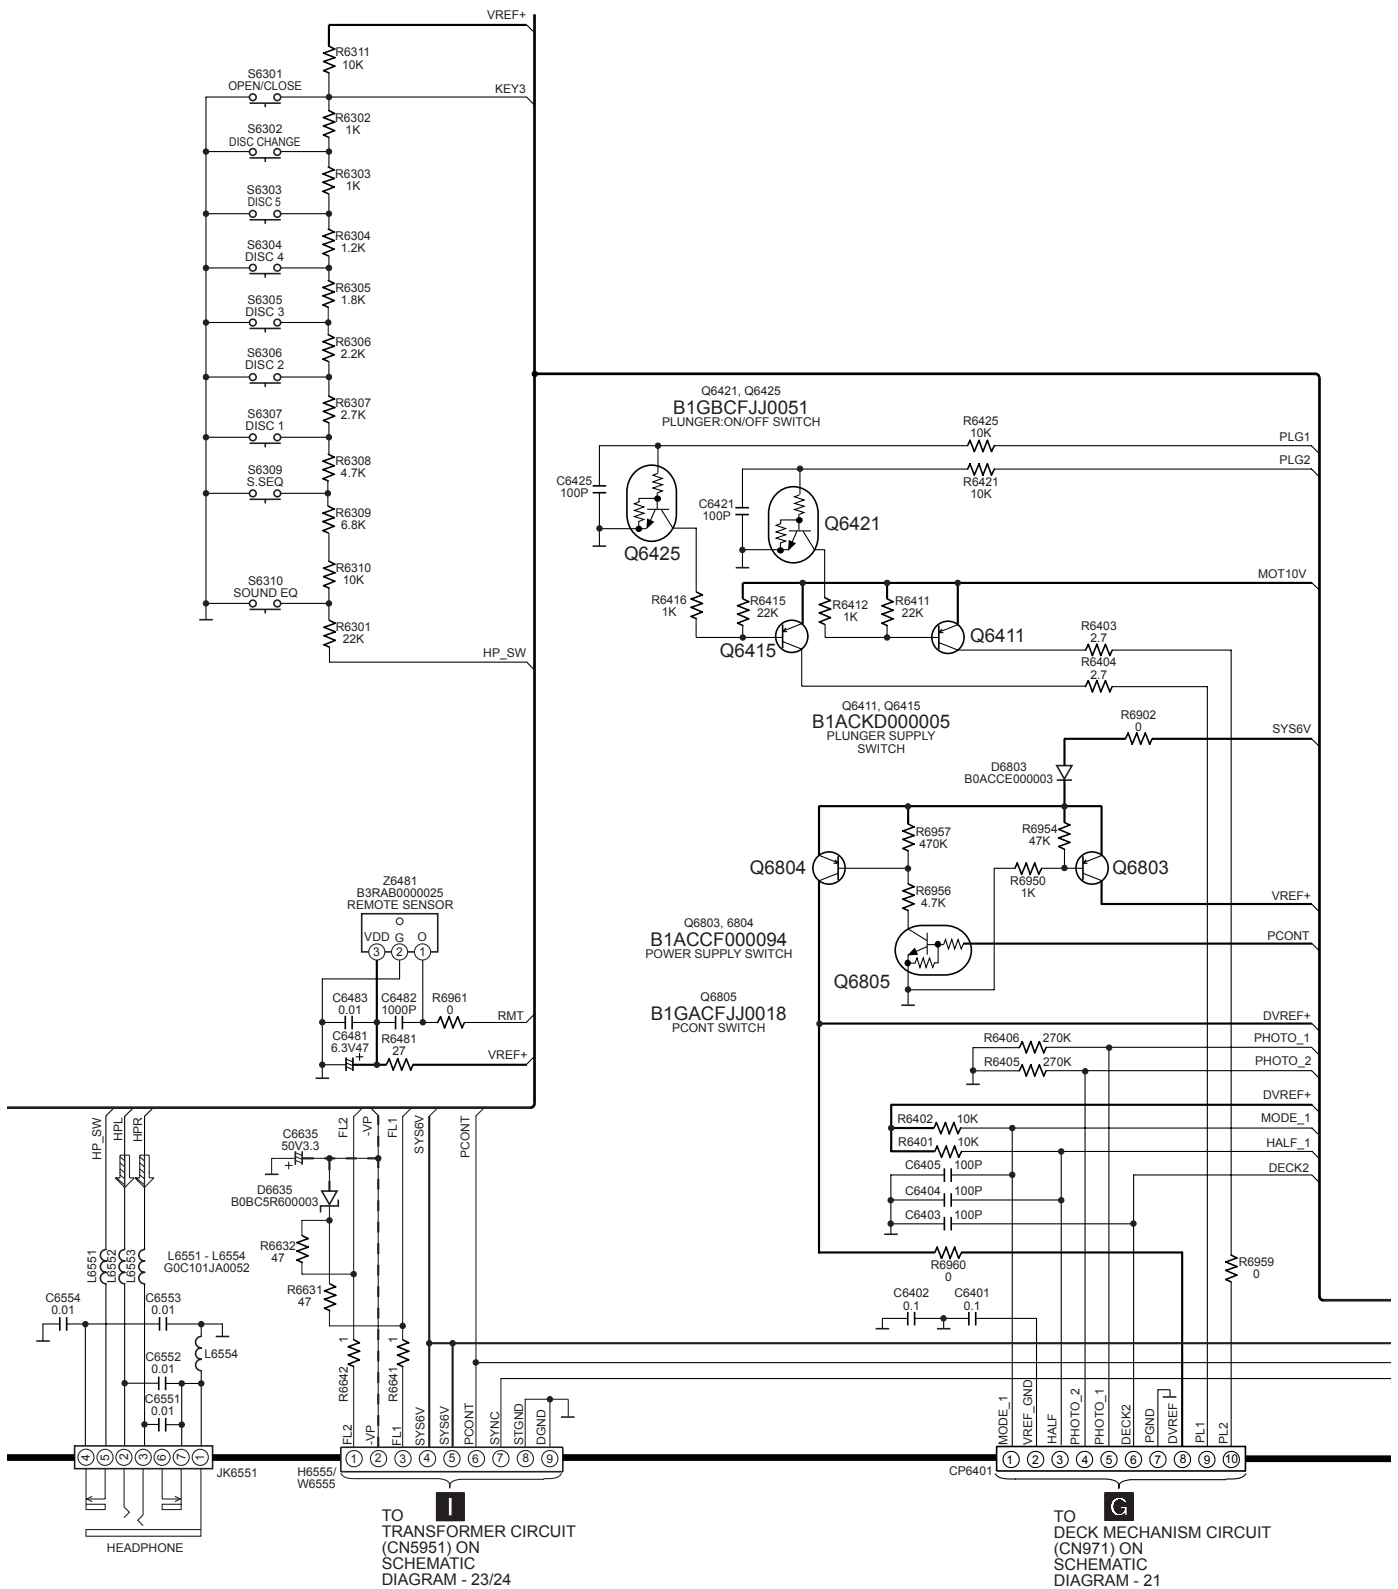 VREF+
R6311
10K
S6301
OPEN/CLOSE
KEY3
R6302
1K
S6302
DISC CHANGE
R6303
1K
S6303
DISC 5
R6304
1.2K
S6304
DISC 4
R6305
1.8K
S6305
DISC 3
R6306
2.2K
S6306
DISC 2
R6307
2.7K
S6307
DISC 1
R6308
4.7K
S6309
S.SEQ
R6309
6.8K
R6310
10K
S6310
SOUND EQ
R6301
22K
HP_SW
Q6421, Q6425
B1GBCFJJ0051
PLUNGER:ON/OFF SWITCH
R6425
10K
PLG1
PLG2
R6421
10K
C6425
100P
C6421
100P
Q6425
Q6421
MOT10V
R6416
1K
R6415
22K
R6412
1K
R6411
22K
Q6415
Q6411
R6403
2.7
R6404
2.7
Q6411, Q6415
B1ACKD000005
PLUNGER SUPPLY
SWITCH
R6902
0
SYS6V
D6803
B0ACCE000003
R6957
470K
R6954
47K
Q6804
Q6803
R6950
1K
R6956
4.7K
VREF+
Q6803, 6804
B1ACCF000094
POWER SUPPLY SWITCH
PCONT
Q6805
Q6805
B1GACFJJ0018
PCONT SWITCH
Z6481
B3RAB0000025
REMOTE SENSOR
VDD G O
3 2 1
C6483
0.01
C6482
1000P
R6961
0
RMT
C6481
6.3V47
+
R6481
27
VREF+
DVREF+
R6406 270K
PHOTO_1
R6405 270K
PHOTO_2
DVREF+
R6402 10K
MODE_1
R6401 10K
HALF_1
C6405 100P
DECK2
C6404 100P
C6403 100P
R6960
0
R6959
0
C6402
0.1
C6401
0.1
HP_SW
HPL
HPR
FL2
-VP
FL1
SYS6V
PCONT
C6635
50V3.3
+
D6635
B0BC5R600003
R6632
47
R6631
47
L6551
L6552
L6553
L6551 - L6554
G0C101JA0052
C6554
0.01
C6553
0.01
L6554
C6552
0.01
C6551
0.01
R6642
1
R6641
1
FL2
-VP
FL1
SYS6V
SYS6V
PCONT
SYNC
STGND
DGND
MODE_1
VREF_GND
HALF
PHOTO_2
PHOTO_1
DECK2
PGND
DVREF
PL1
PL2
4 5 2 3 6 7 1
JK6551
HEADPHONE
H6555/
W6555
1 2 3 4 5 6 7 8 9
I
TO
TRANSFORMER CIRCUIT
(CN5951) ON
SCHEMATIC
DIAGRAM - 23/24
CP6401
1 2 3 4 5 6 7 8 9 10
G
TO
DECK MECHANISM CIRCUIT
(CN971) ON
SCHEMATIC
DIAGRAM - 21